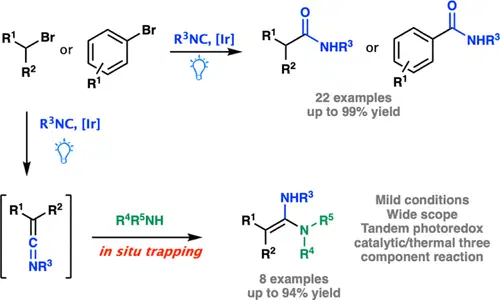 R1 Br or Br R1 R2
R3NC, [Ir]
O R1 NHR3 R2 or O NHR3 R1
22 examples
up to 99% yield
R3NC, [Ir]
R1 R2 C NR3
R4R5NH
in situ trapping
NHR3 R1 R5 N R2 R4
8 examples
up to 94% yield
Mild conditions
Wide scope
Tandem photoredox
catalytic/thermal three
component reaction